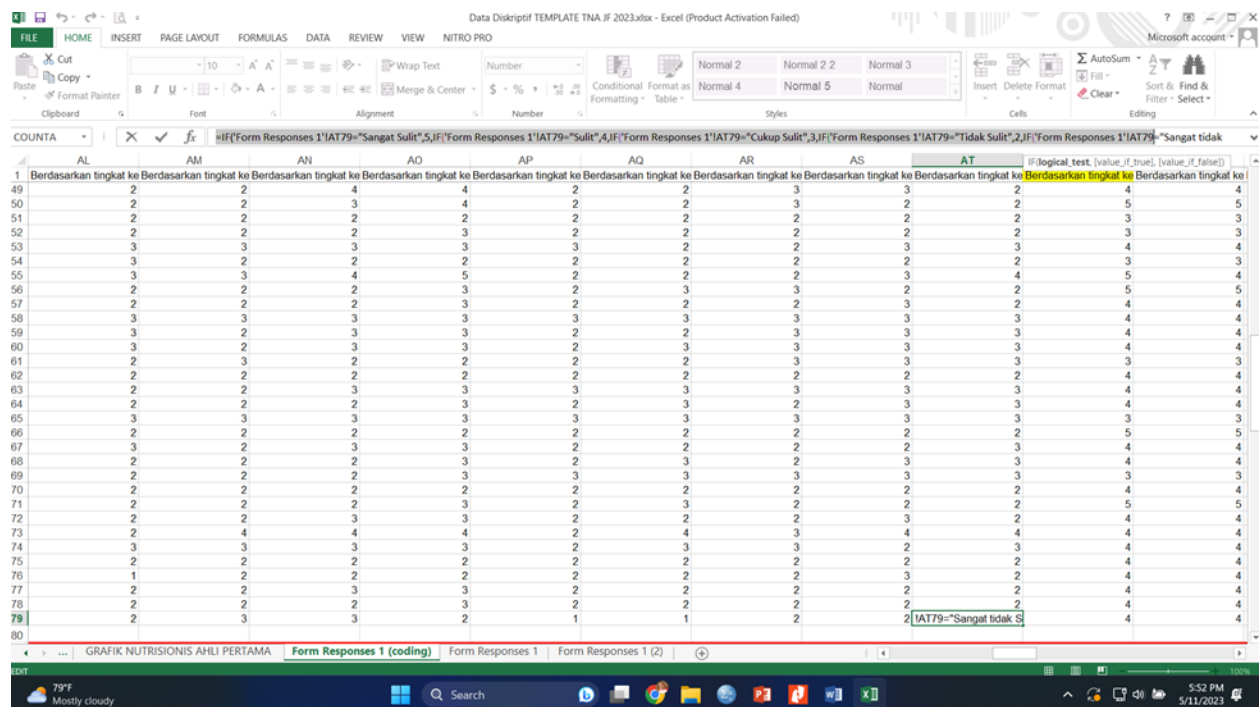 Data Diskriptif TEMPLATE TNA JF 2023.xlsx - Excel (Product Activation Failed)
FILE HOME INSERT PAGE LAYOUT FORMULAS DATA REVIEW VIEW NITRO PRO Microsoft account
Cut Copy Format Painter Paste Clipboard
10 B I U A Font
Wrap Text Merge & Center Alignment
Number $ - % , Number
Conditional Formatting Format as Table
Normal 2 Normal 2 2 Normal 3
Normal 4 Normal 5 Normal
Styles
Insert Delete Format Cells
AutoSum Fill Clear Sort & Filter Find & Select Editing
COUNTA fx =IF('Form Responses 1'!AT79="Sangat Sulit",5,IF('Form Responses 1'!AT79="Sulit",4,IF('Form Responses 1'!AT79="Cukup Sulit",3,IF('Form Responses 1'!AT79="Tidak Sulit",2,IF('Form Responses 1'!AT79="Sangat tidak
AL AM AN AO AP AQ AR AS AT IF(logical_test, [value_if_true], [value_if_false])
1 Berdasarkan tingkat ke Berdasarkan tingkat ke Berdasarkan tingkat ke Berdasarkan tingkat ke Berdasarkan tingkat ke Berdasarkan tingkat ke Berdasarkan tingkat ke Berdasarkan tingkat ke Berdasarkan tingkat ke Berdasarkan tingkat ke Berdasarkan tingkat ke
49 2 2 4 4 2 2 3 3 2 4 4
50 2 2 3 4 2 2 3 2 2 5 5
51 2 2 2 2 2 2 2 2 2 3 3
52 2 2 2 3 2 2 2 2 2 3 3
53 3 3 3 3 3 2 2 3 3 4 4
54 3 2 2 2 2 2 2 2 2 3 3
55 3 3 4 5 2 2 2 3 4 5 4
56 2 2 2 3 2 3 3 2 2 5 5
57 2 2 2 2 2 2 3 2 2 4 4
58 3 3 3 3 3 3 3 3 3 4 4
59 3 2 3 3 2 2 3 3 3 4 4
60 3 3 3 3 2 3 3 3 3 4 4
61 2 3 2 2 2 2 3 3 3 3 3
62 2 2 2 2 2 2 2 2 2 4 4
63 2 2 3 3 3 3 2 3 3 4 4
64 2 2 3 3 2 3 2 3 3 4 4
65 3 3 3 3 3 3 3 3 3 3 3
66 2 2 2 2 2 2 2 2 2 5 5
67 3 3 2 2 2 2 2 2 3 4 4
68 2 2 2 2 2 3 2 3 3 4 4
69 2 2 2 3 3 3 2 3 3 3 3
70 2 2 2 2 2 2 2 2 2 4 4
71 2 2 2 3 2 3 2 2 2 5 5
72 2 2 3 3 2 2 2 3 2 4 4
73 2 4 4 4 2 4 3 4 4 4 4
74 3 3 3 3 2 3 3 2 3 4 4
75 2 2 2 2 2 2 2 2 2 4 4
76 1 2 2 2 2 2 2 3 2 4 4
77 2 2 3 3 2 2 2 2 2 4 4
78 2 2 3 3 2 2 2 2 2 4 4
79 2 3 3 2 1 1 2 2 !AT79="Sangat tidak S 4 4
80
... GRAFIK NUTRISIONIS AHLI PERTAMA Form Responses 1 (coding) Form Responses 1 Form Responses 1 (2)
EDIT 100%
79°F
Mostly cloudy
Search
5:52 PM
5/11/2023